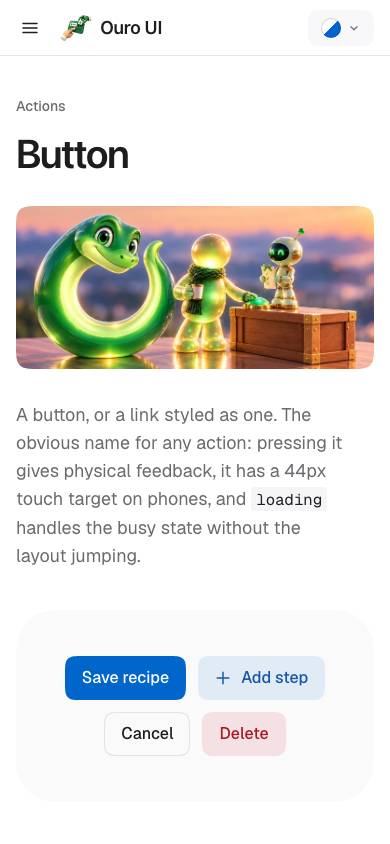 Ouro UI
Actions
Button
A button, or a link styled as one. The
obvious name for any action: pressing it
gives physical feedback, it has a 44px
touch target on phones, and loading
handles the busy state without the
layout jumping.
Save recipe
Add step
Cancel
Delete